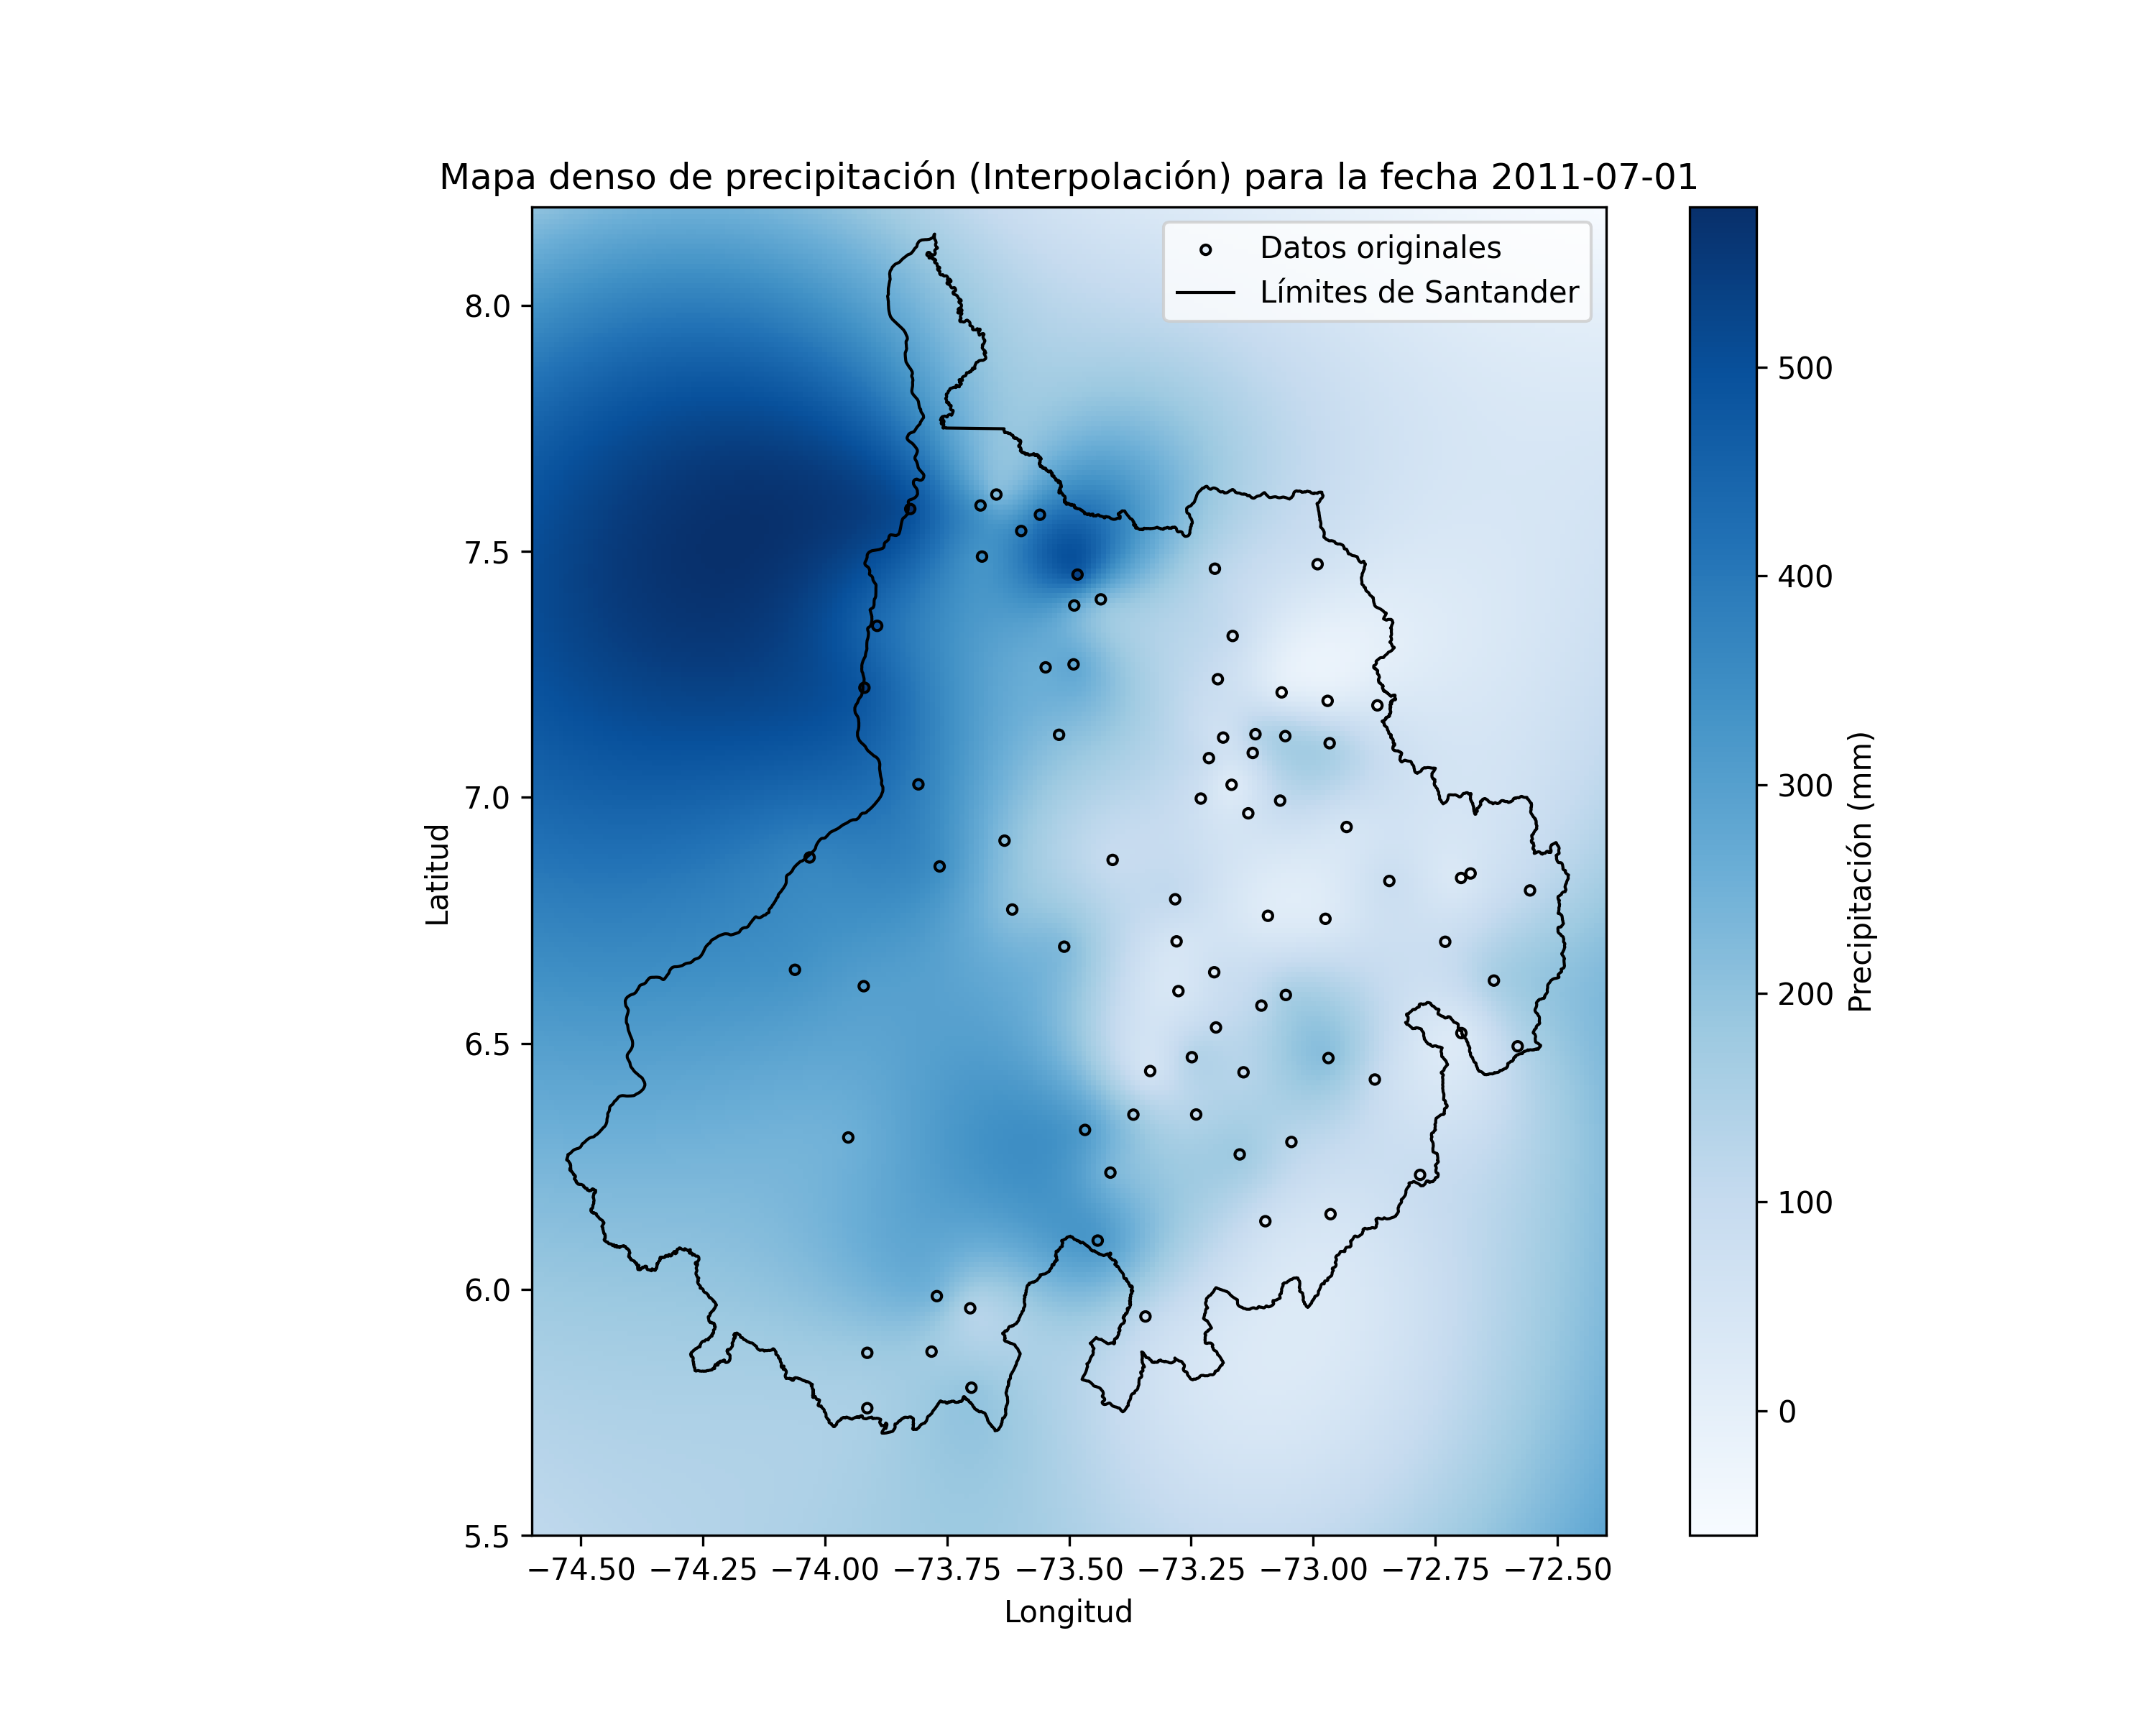 Mapa denso de precipitación (Interpolación) para la fecha 2011-07-01
Datos originales
Límites de Santander
8.0
7.5
7.0
6.5
6.0
5.5
Latitud
−74.50 −74.25 −74.00 −73.75 −73.50 −73.25 −73.00 −72.75 −72.50
Longitud
500
400
300
200
100
0
Precipitación (mm)